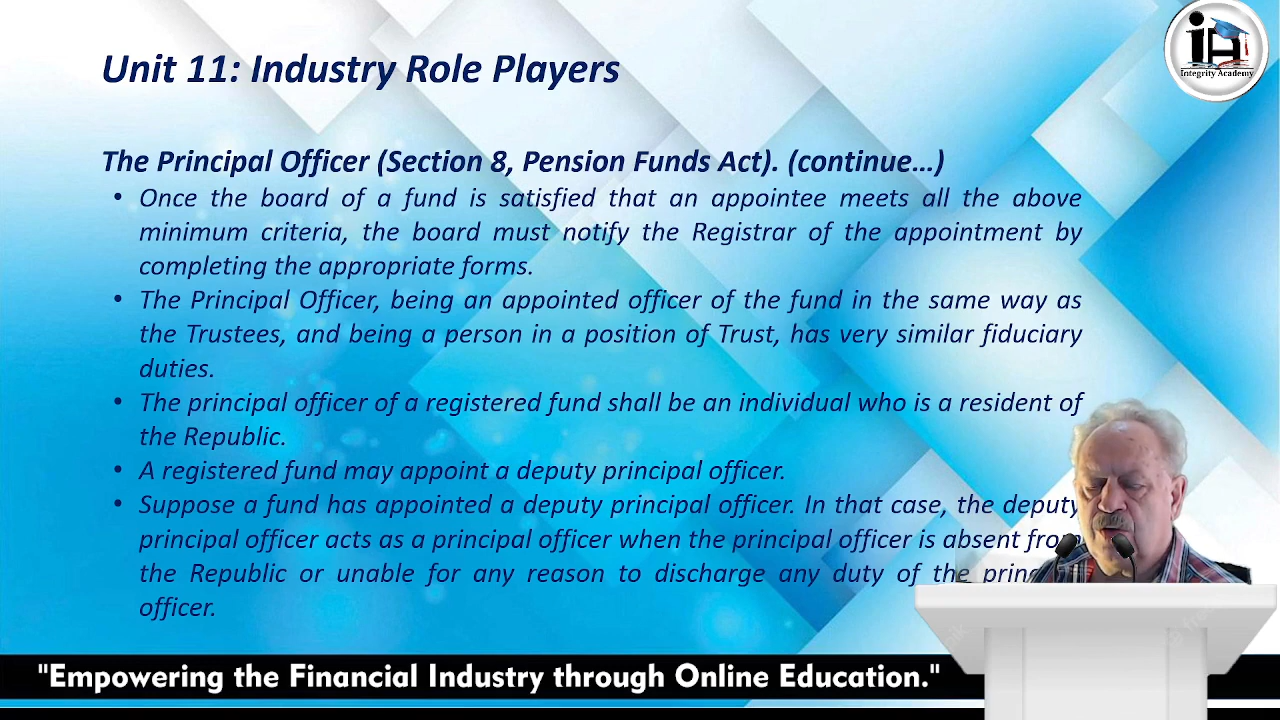 Unit 11: Industry Role Players
Integrity Academy
The Principal Officer (Section 8, Pension Funds Act). (continue...)
• Once the board of a fund is satisfied that an appointee meets all the above
minimum criteria, the board must notify the Registrar of the appointment by
completing the appropriate forms.
• The Principal Officer, being an appointed officer of the fund in the same way as
the Trustees, and being a person in a position of Trust, has very similar fiduciary
duties.
• The principal officer of a registered fund shall be an individual who is a resident of
the Republic.
• A registered fund may appoint a deputy principal officer.
• Suppose a fund has appointed a deputy principal officer. In that case, the deputy
principal officer acts as a principal officer when the principal officer is absent from
the Republic or unable for any reason to discharge any duty of the
officer.
"Empowering the Financial Industry through Online Education."